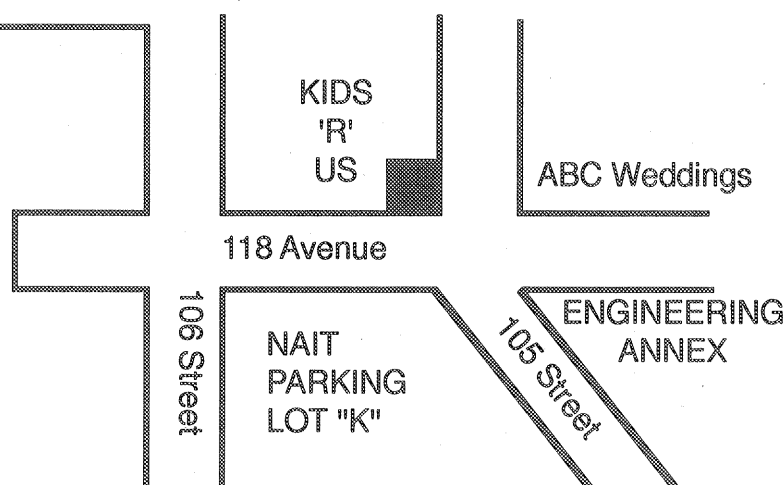 KIDS
'R'
US
ABC Weddings
118 Avenue
106 Street
NAIT
PARKING
LOT "K"
105 Street
ENGINEERING
ANNEX